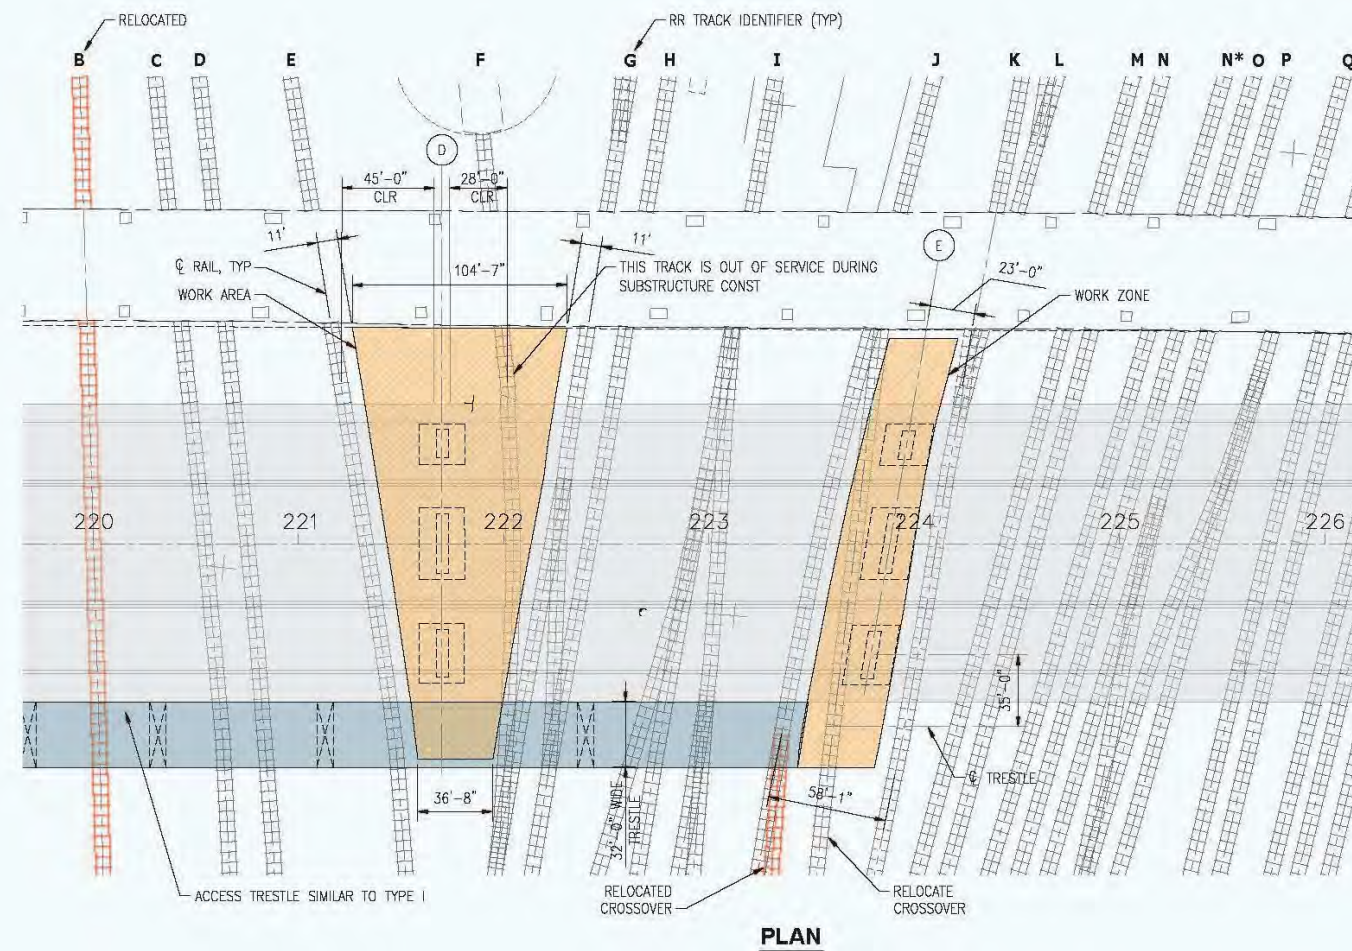 RELOCATED
RR TRACK IDENTIFIER (TYP)
B C D E F G H I J K L M N N* O P Q
D
45'-0"
CLR
28'-0"
CLR
11'
11'
E
℄ RAIL, TYP
WORK AREA
104'-7"
THIS TRACK IS OUT OF SERVICE DURING
SUBSTRUCTURE CONST
23'-0"
WORK ZONE
220 221 222 223 224 225 226
35'-0"
℄ TRESTLE
36'-8"
32'-0" WIDE
TRESTLE
58'-1"
ACCESS TRESTLE SIMILAR TO TYPE I
RELOCATED
CROSSOVER
RELOCATE
CROSSOVER
PLAN